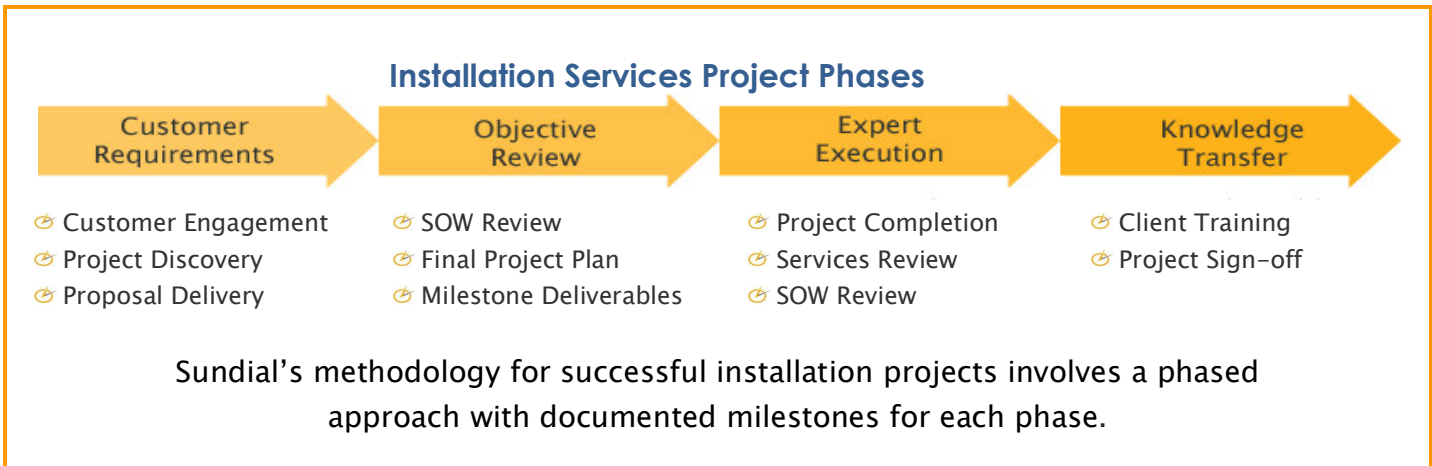 Installation Services Project Phases
Customer
Requirements
Objective
Review
Expert
Execution
Knowledge
Transfer
Customer Engagement
Project Discovery
Proposal Delivery
SOW Review
Final Project Plan
Milestone Deliverables
Project Completion
Services Review
SOW Review
Client Training
Project Sign-off
Sundial's methodology for successful installation projects involves a phased
approach with documented milestones for each phase.